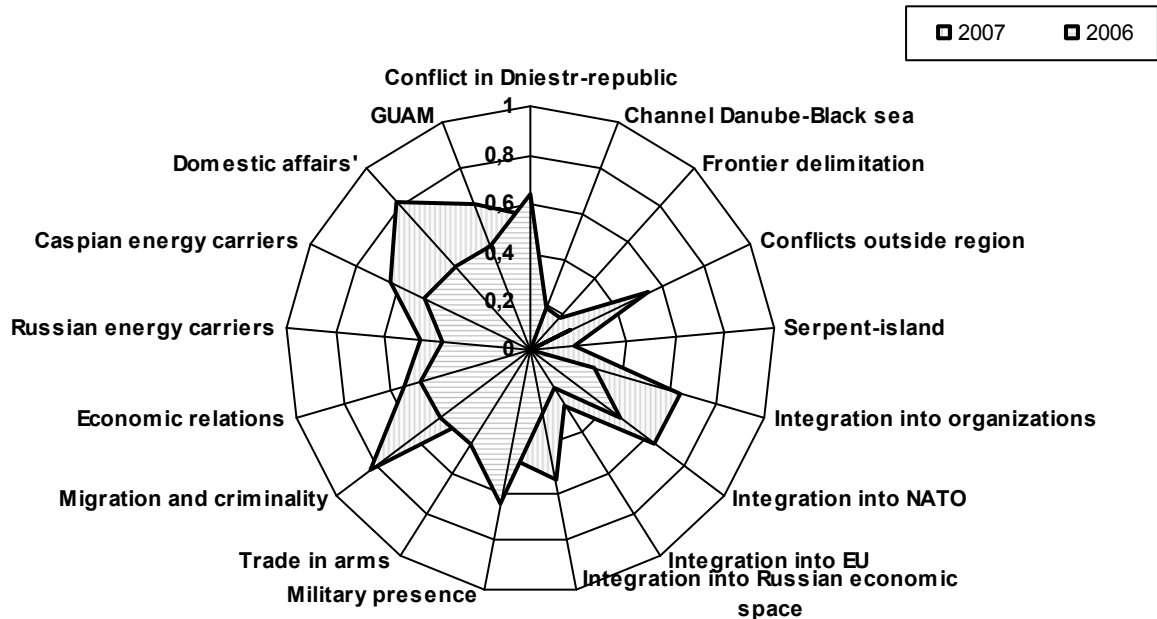 2007 2006
Conflict in Dniestr-republic
1
GUAM
Channel Danube-Black sea
0,8
Domestic affairs'
Frontier delimitation
0,6
Caspian energy carriers
Conflicts outside region
0,4
0,2
Russian energy carriers
Serpent-island
0
Economic relations
Integration into organizations
Migration and criminality
Integration into NATO
Trade in arms
Integration into EU
Military presence
Integration into Russian economic
space